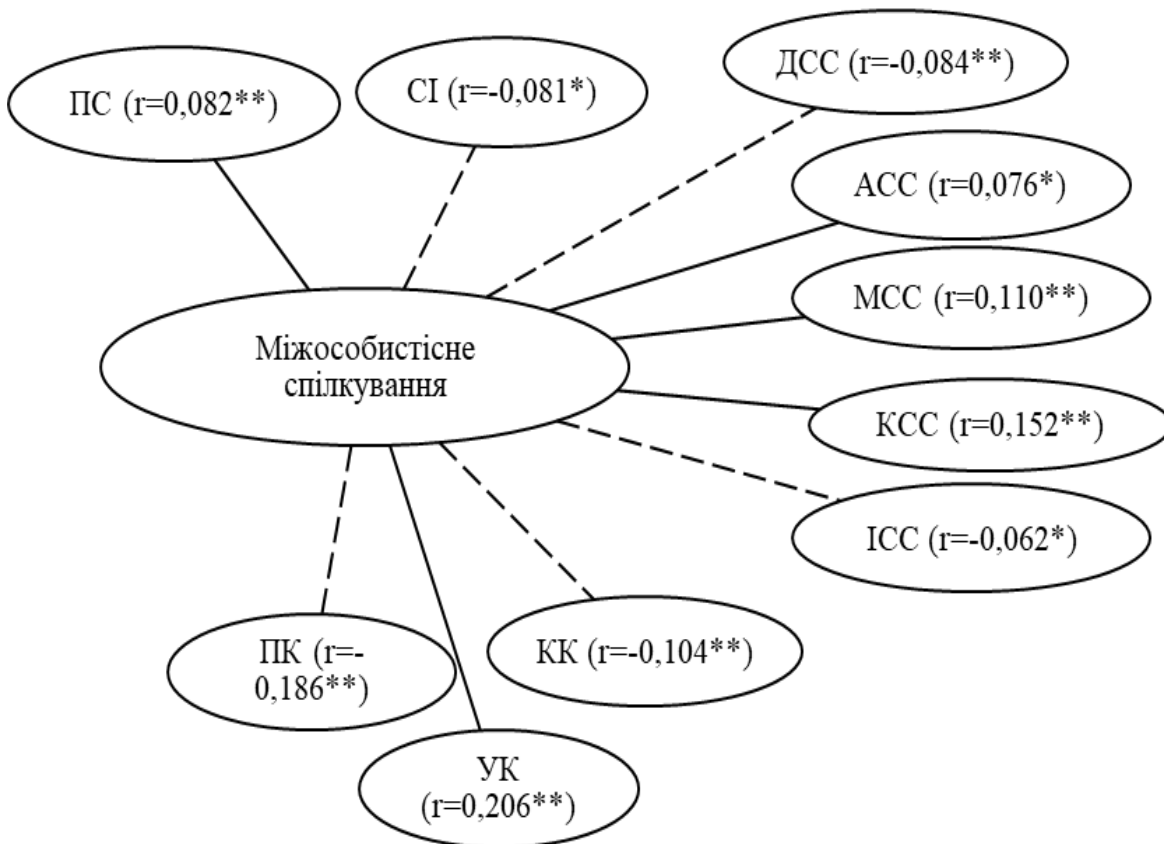 ПС (r=0,082**)
СІ (r=-0,081*)
ДСС (r=-0,084**)
АСС (r=0,076*)
МСС (r=0,110**)
Міжособистісне
спілкування
КСС (r=0,152**)
ІСС (r=-0,062*)
ПК (r=-
0,186**)
КК (r=-0,104**)
УК
(r=0,206**)